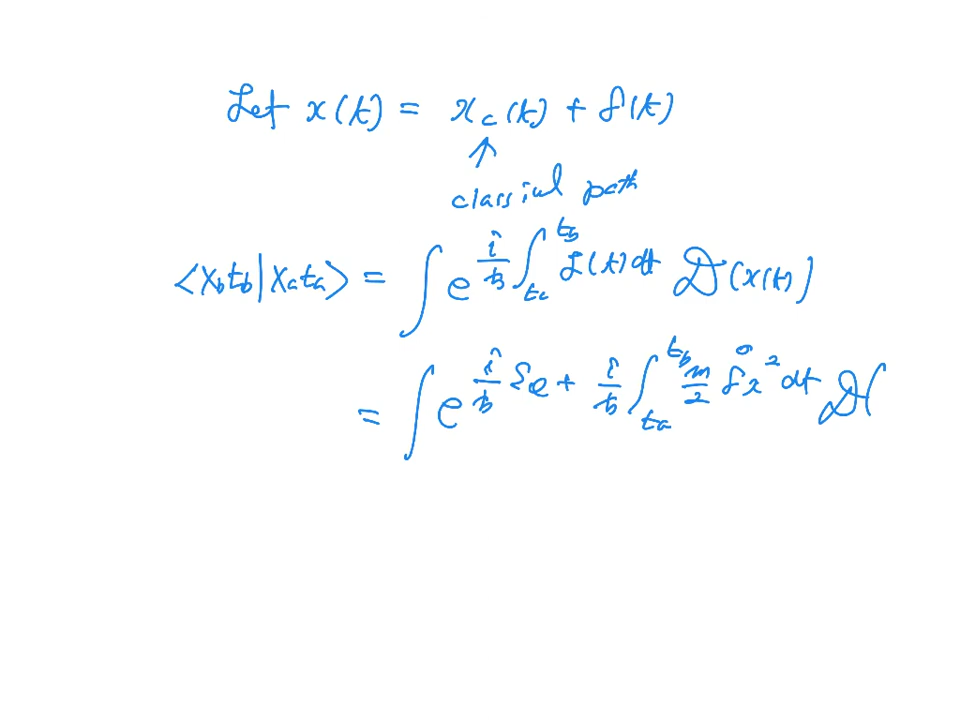 Let x(t) = x_c(t) + δ(t)
↑
classical path
<x_b t_b | x_a t_a> = ∫ e^{i/ħ ∫_{t_a}^{t_b} L(t) dt} D(x(t))
= ∫ e^{i/ħ S_cl + i/ħ ∫_{t_a}^{t_b} m/2 δẋ² dt} D(